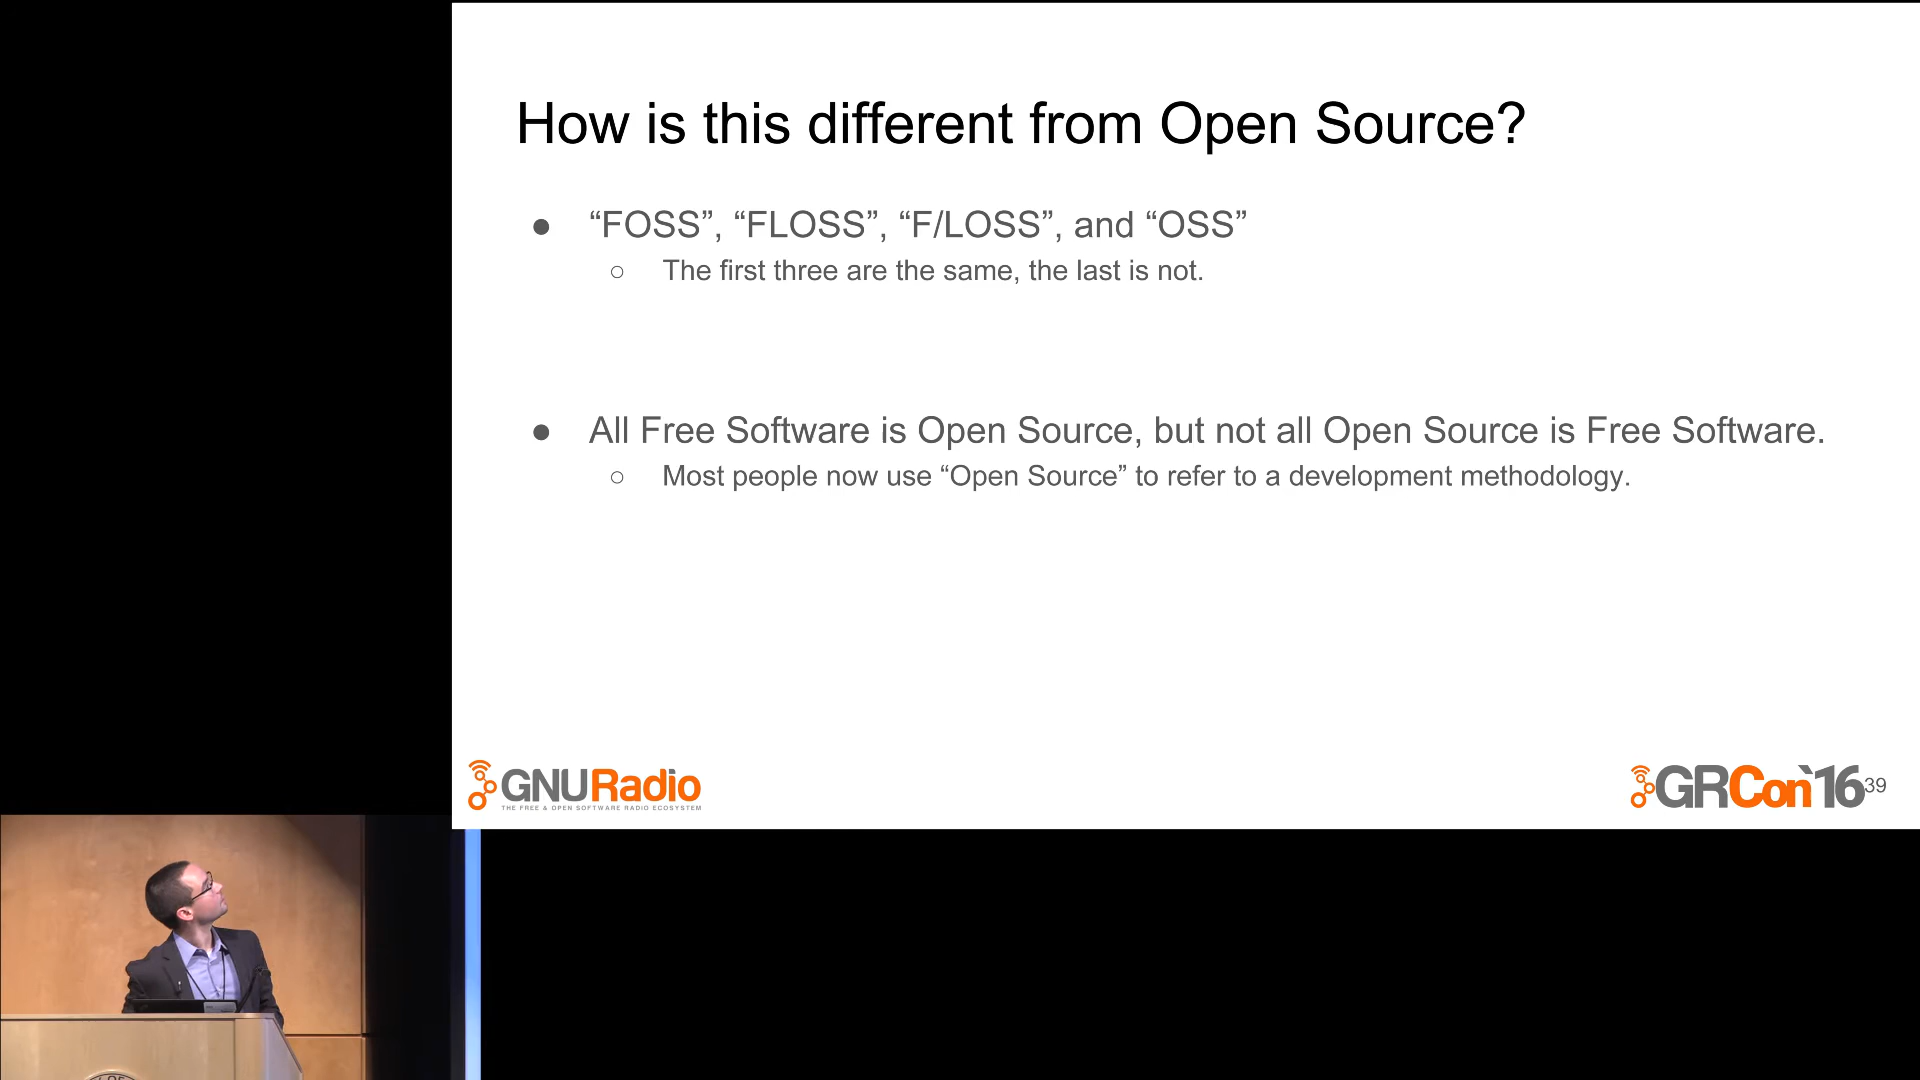 How is this different from Open Source?
● “FOSS”, “FLOSS”, “F/LOSS”, and “OSS”
○ The first three are the same, the last is not.
● All Free Software is Open Source, but not all Open Source is Free Software.
○ Most people now use “Open Source” to refer to a development methodology.
GNURadio
THE FREE & OPEN SOFTWARE RADIO ECOSYSTEM
GRCon`16
39